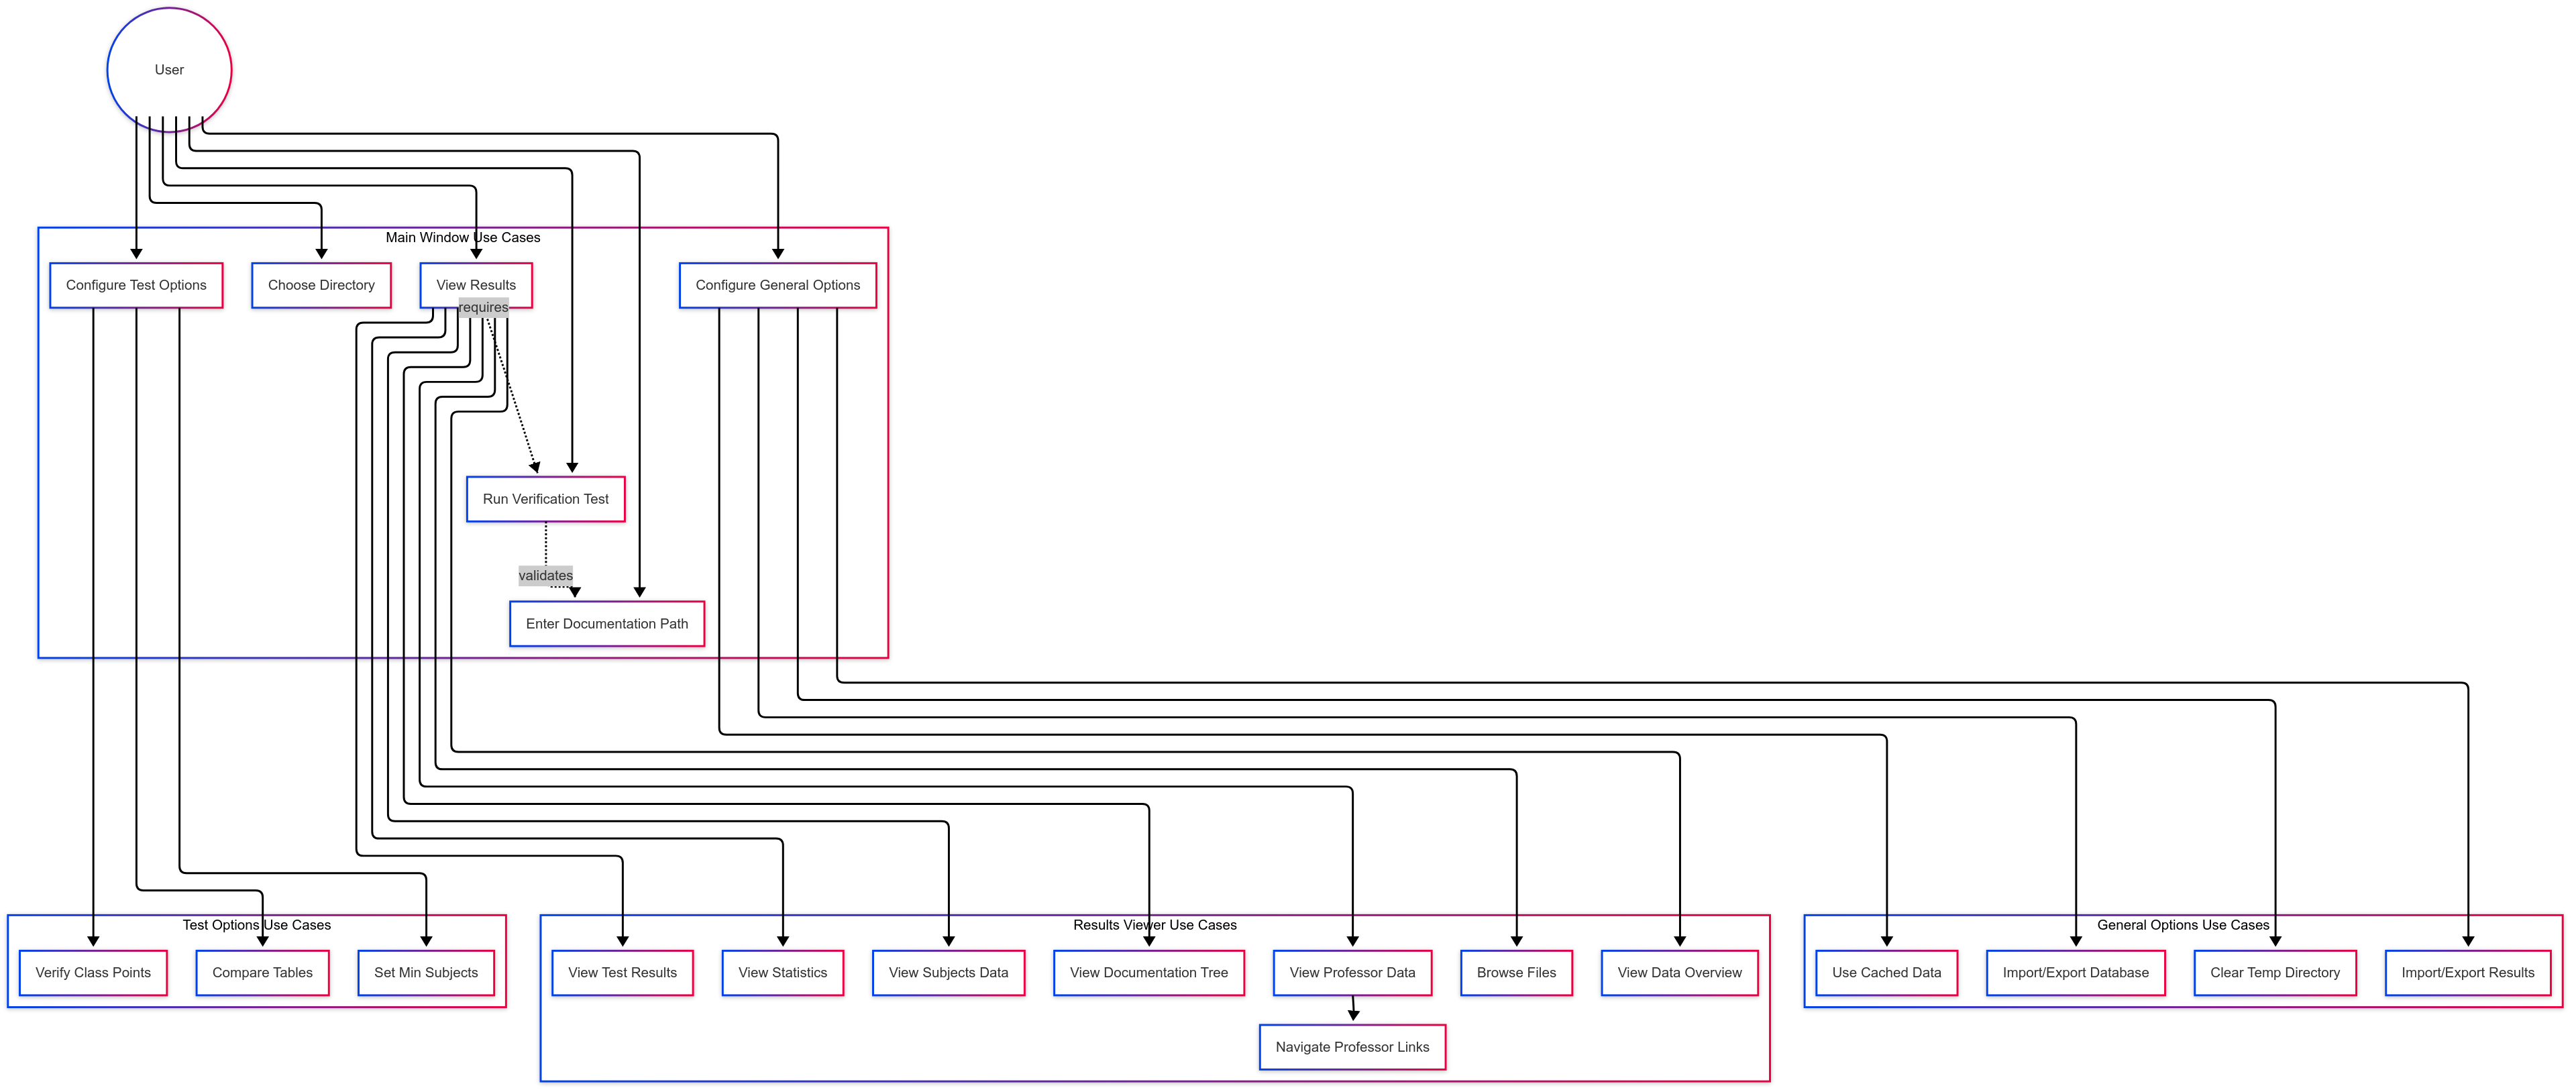 User
Main Window Use Cases
Configure Test Options
Choose Directory
View Results
Configure General Options
requires
Run Verification Test
validates
Enter Documentation Path
Test Options Use Cases
Verify Class Points
Compare Tables
Set Min Subjects
Results Viewer Use Cases
View Test Results
View Statistics
View Subjects Data
View Documentation Tree
View Professor Data
Browse Files
View Data Overview
Navigate Professor Links
General Options Use Cases
Use Cached Data
Import/Export Database
Clear Temp Directory
Import/Export Results